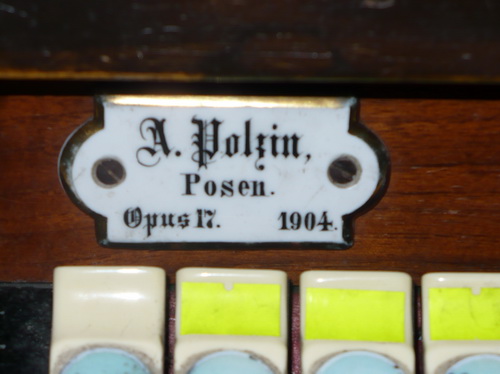 A. Polzin,
Posen.
Opus 17. 1904.